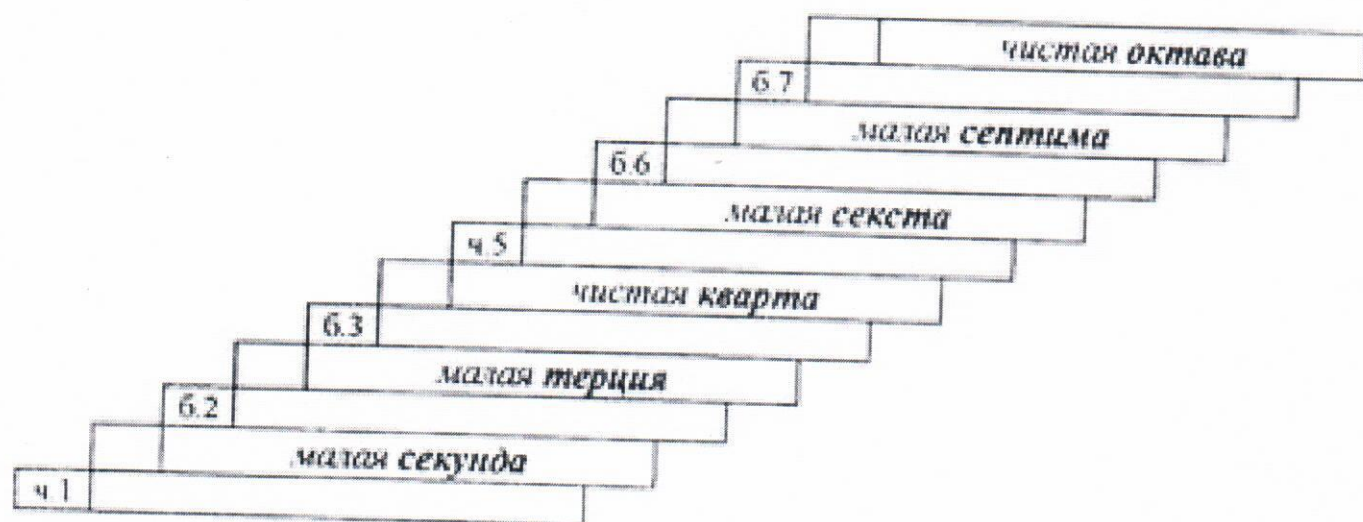 чистая октава
б.7
малая септима
б.6
малая секста
ч.5
чистая кварта
б.3
малая терция
б.2
малая секунда
ч.1